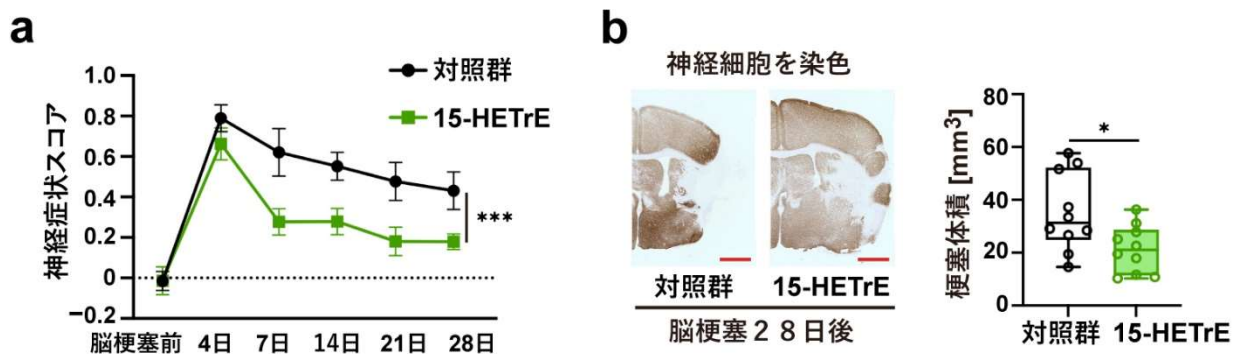 a
神経症状スコア
1.0
0.8
0.6
0.4
0.2
0
−0.2
対照群
15-HETrE
***
脳梗塞前 4日 7日 14日 21日 28日
b
神経細胞を染色
対照群 15-HETrE
脳梗塞２８日後
梗塞体積 [mm³]
80
60
40
20
0
*
対照群 15-HETrE